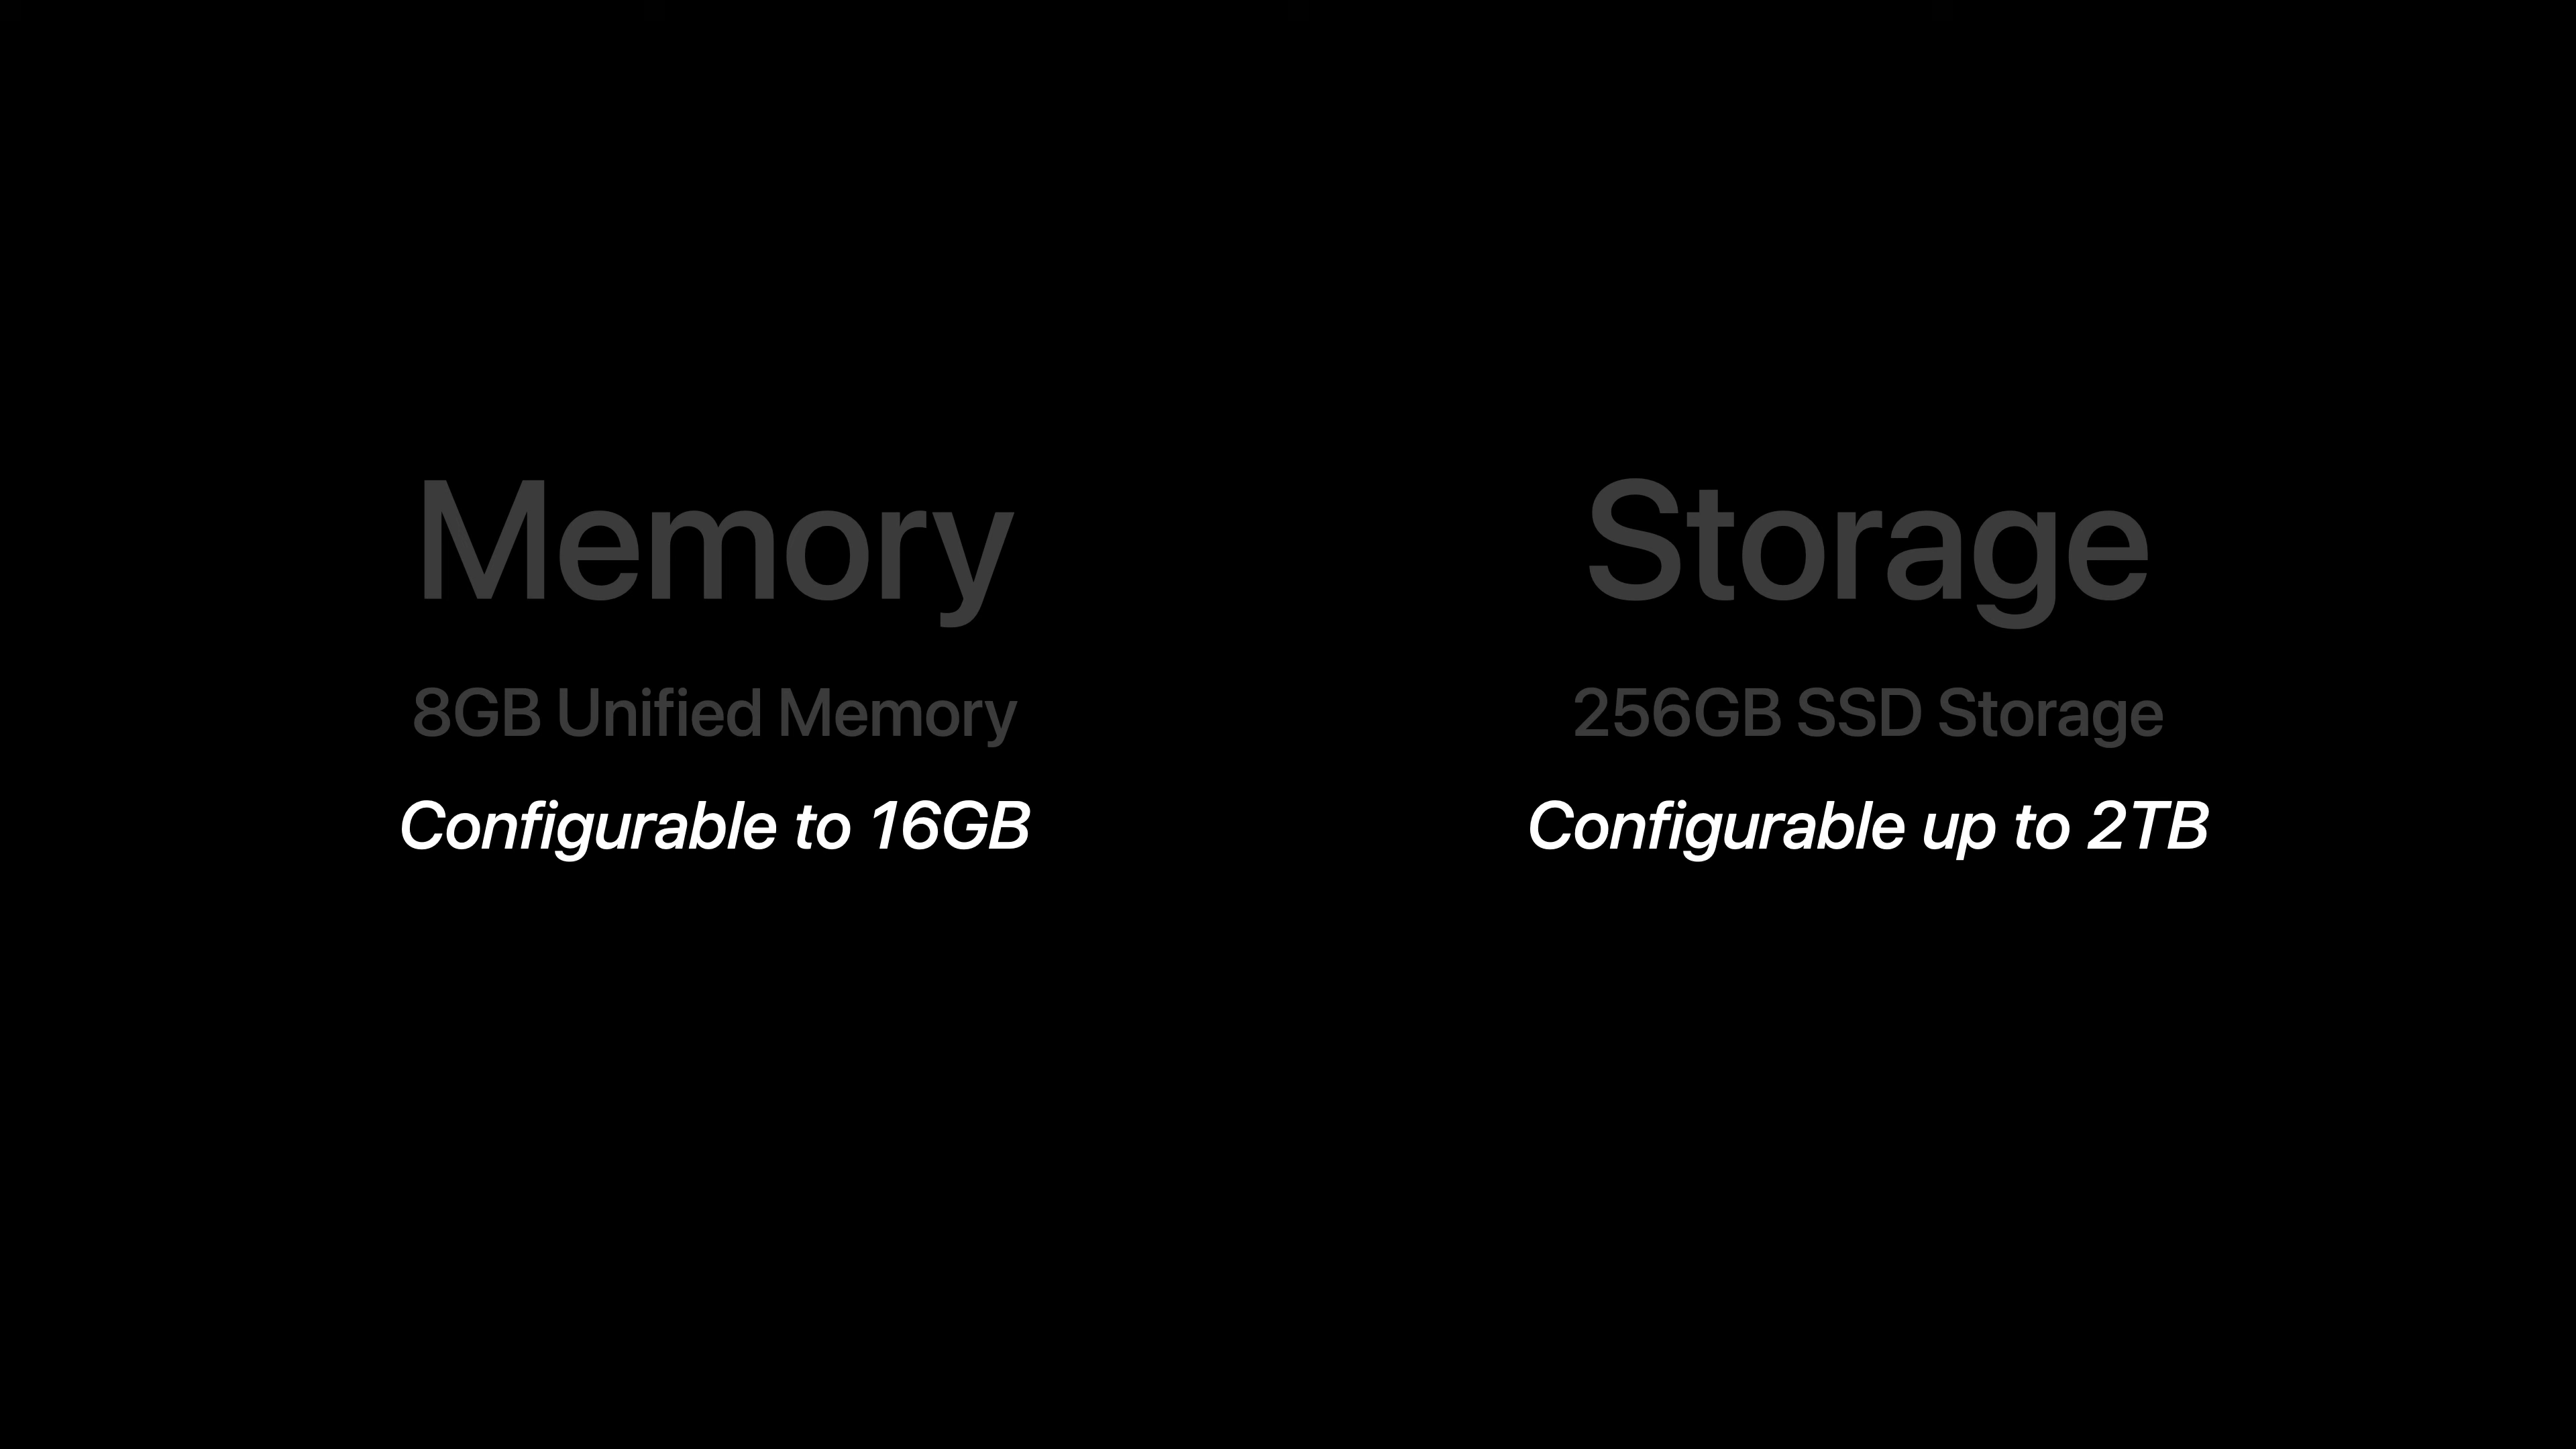 Memory
8GB Unified Memory
Configurable to 16GB
Storage
256GB SSD Storage
Configurable up to 2TB